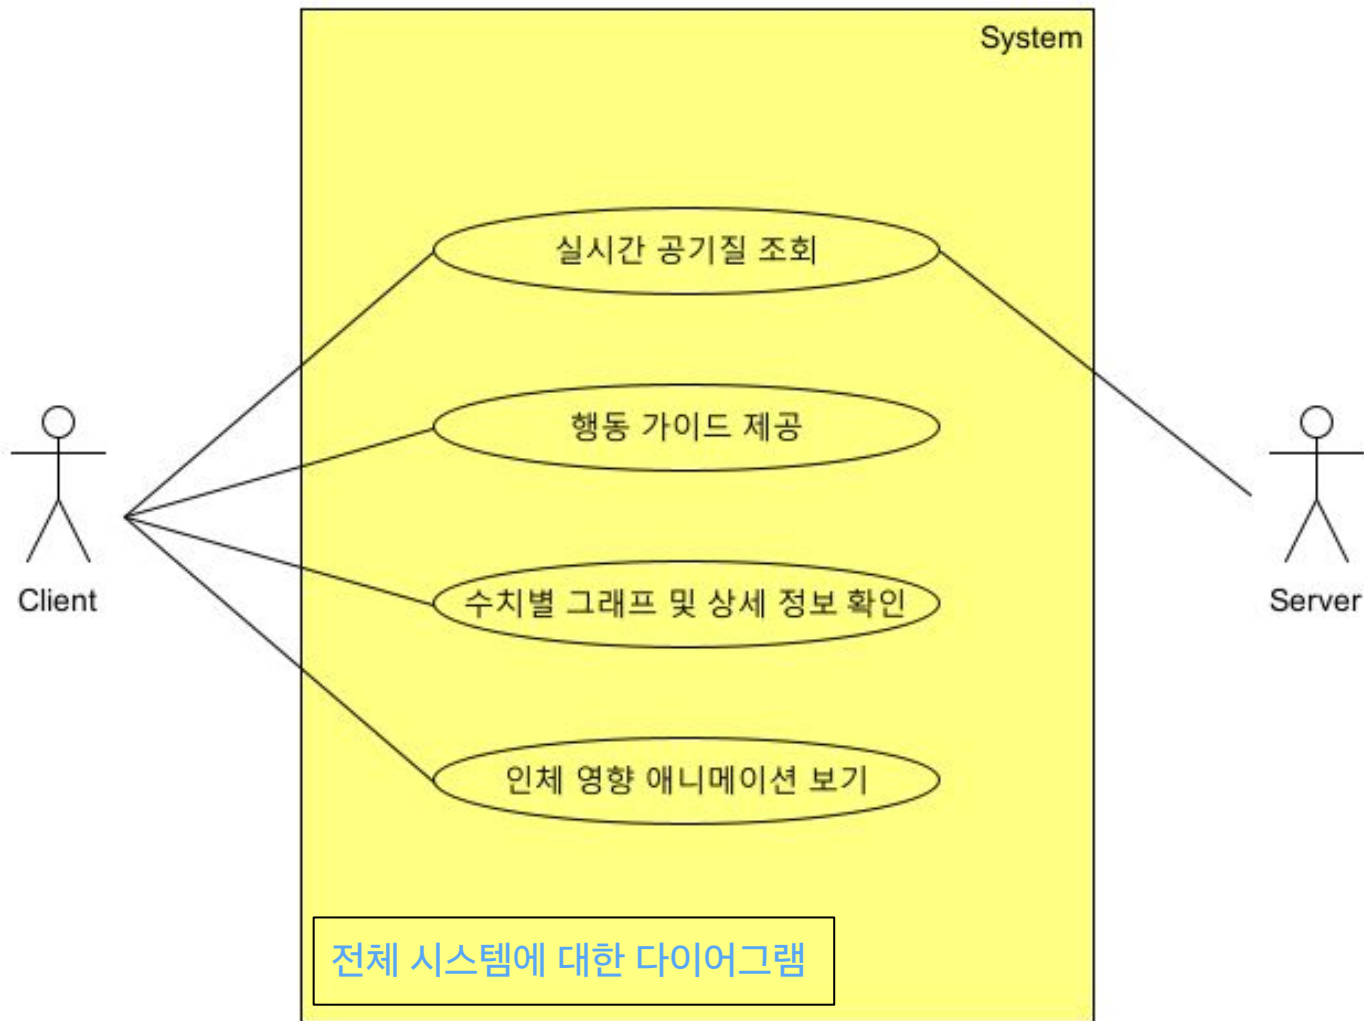 System
실시간 공기질 조회
행동 가이드 제공
수치별 그래프 및 상세 정보 확인
인체 영향 애니메이션 보기
Client
Server
전체 시스템에 대한 다이어그램